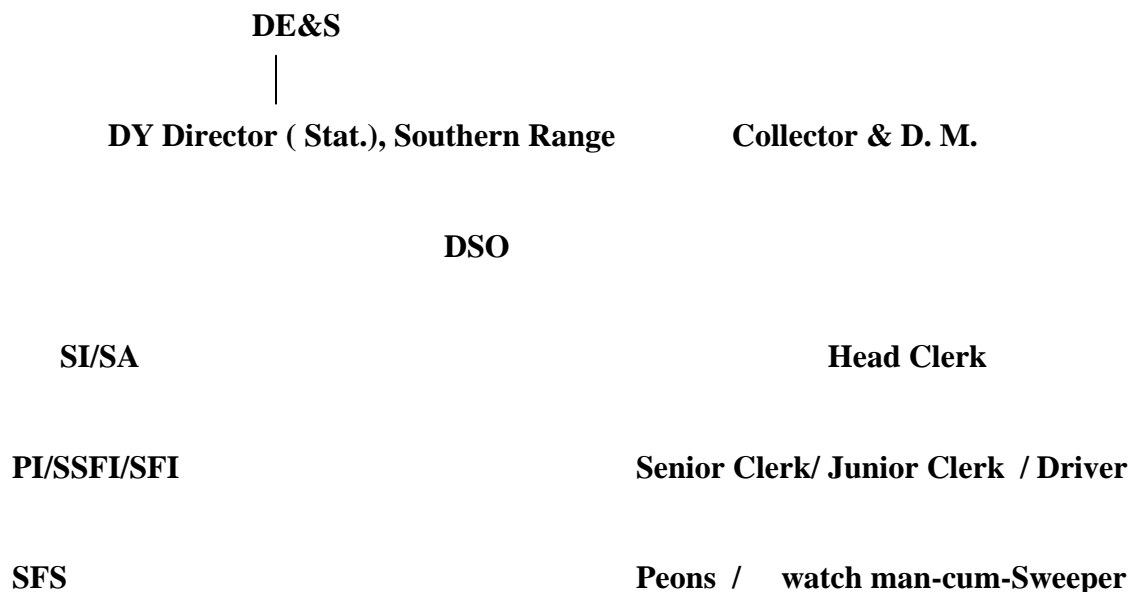 DE&S
DY Director ( Stat.), Southern Range Collector & D. M.
DSO
SI/SA Head Clerk
PI/SSFI/SFI Senior Clerk/ Junior Clerk / Driver
SFS Peons / watch man-cum-Sweeper